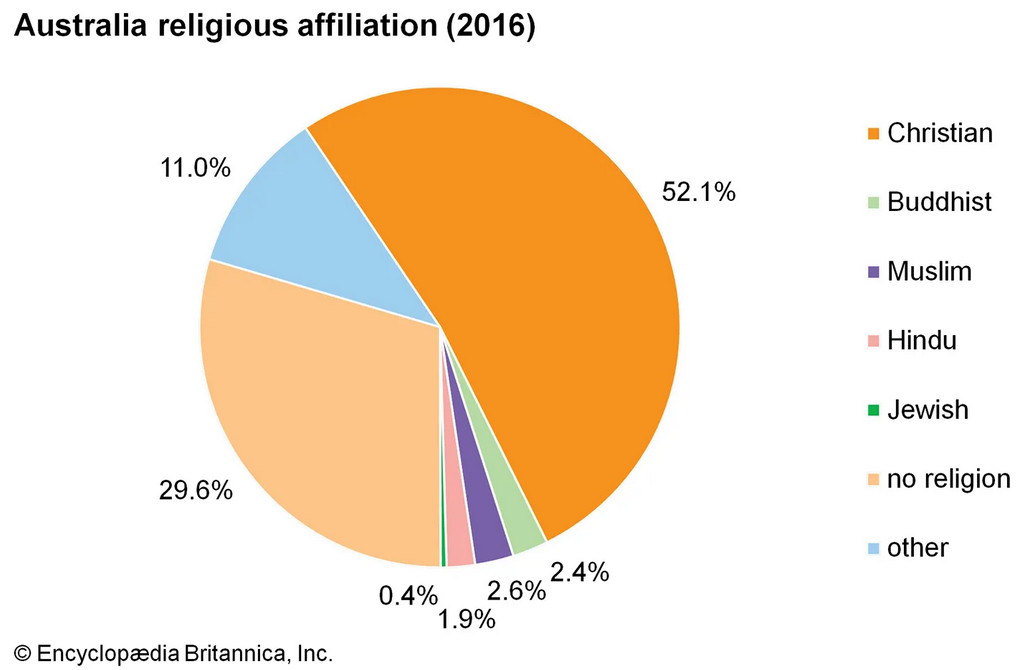 Australia religious affiliation (2016)
11.0%
52.1%
29.6%
0.4%
1.9%
2.6%
2.4%
Christian
Buddhist
Muslim
Hindu
Jewish
no religion
other
© Encyclopædia Britannica, Inc.